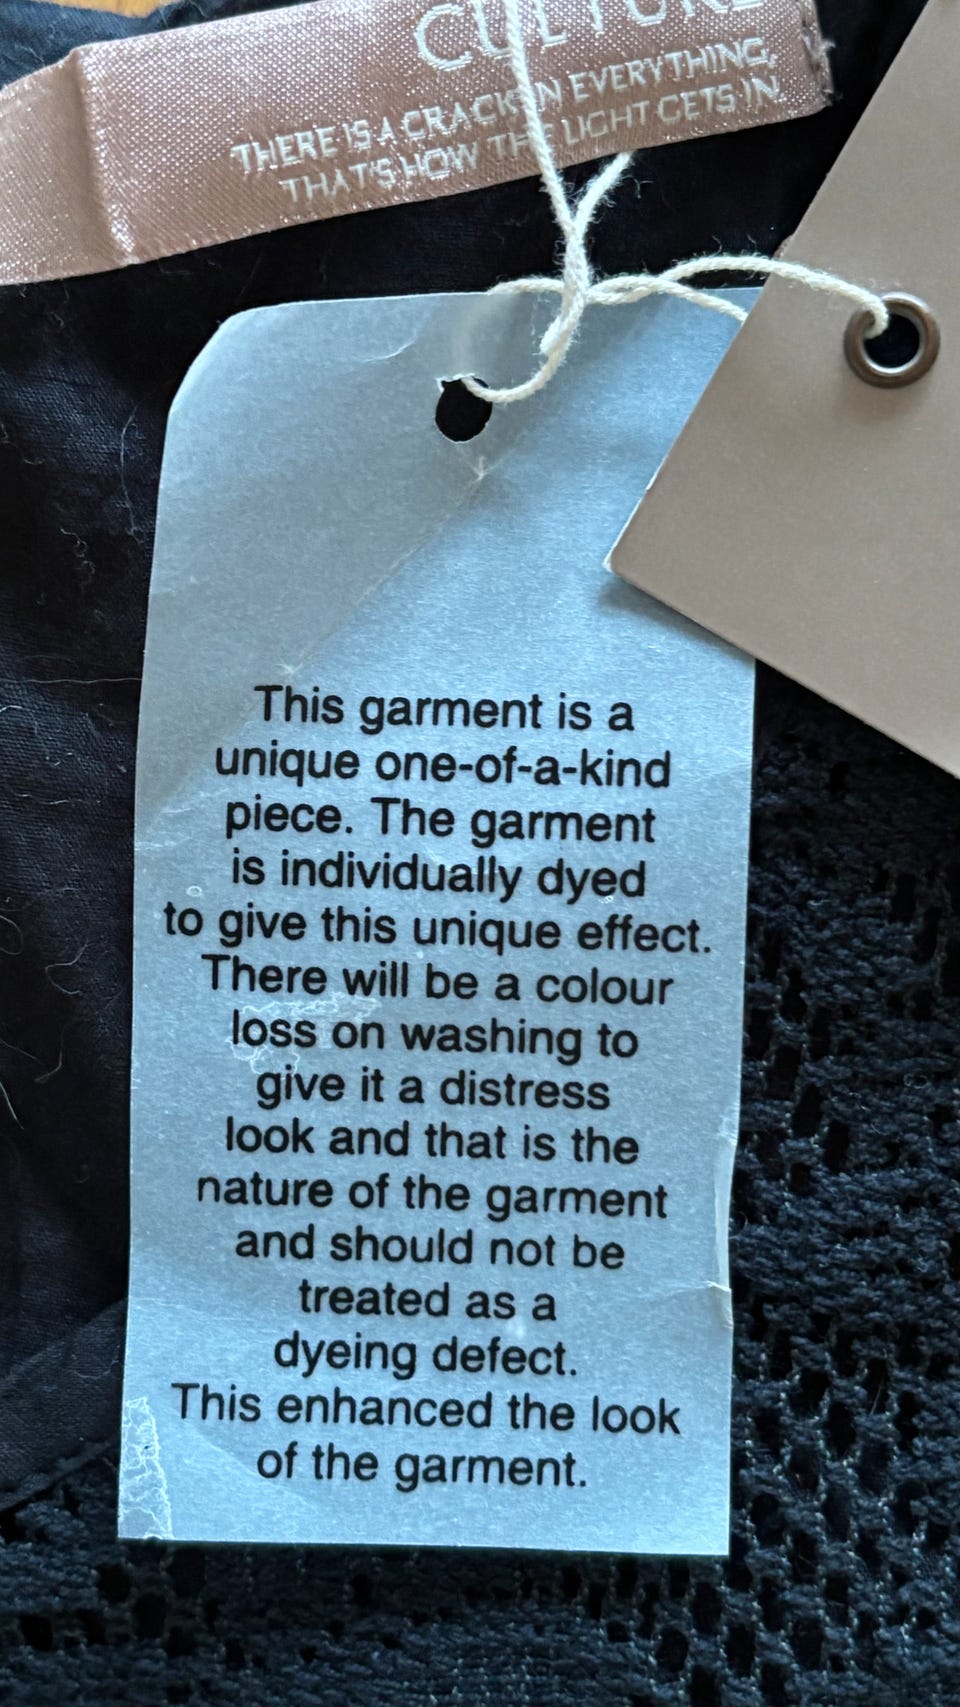 CULTURE
THERE IS A CRACK IN EVERYTHING,
THAT'S HOW THE LIGHT GETS IN.
This garment is a
unique one-of-a-kind
piece. The garment
is individually dyed
to give this unique effect.
There will be a colour
loss on washing to
give it a distress
look and that is the
nature of the garment
and should not be
treated as a
dyeing defect.
This enhanced the look
of the garment.